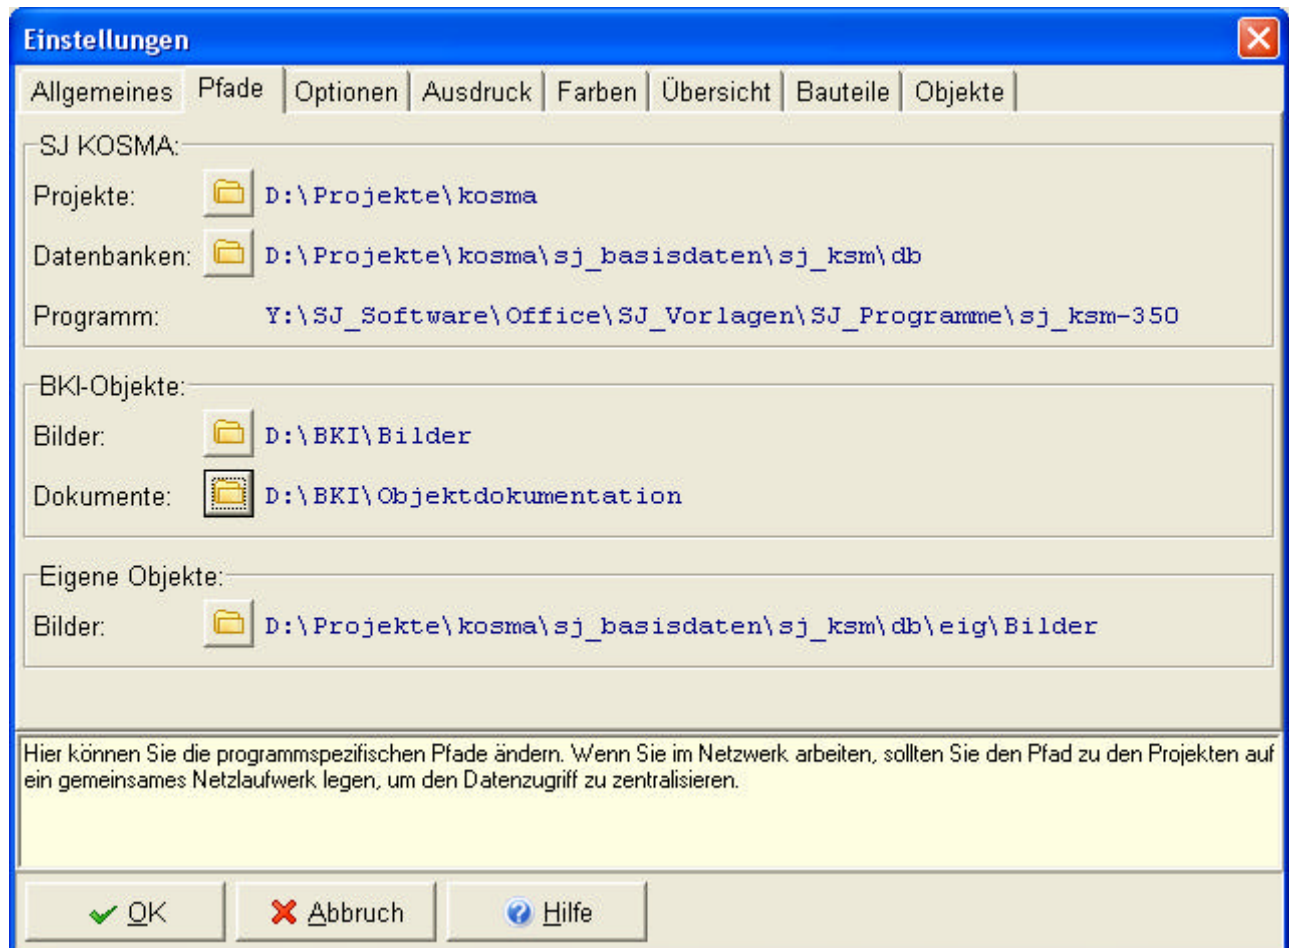 Einstellungen
Allgemeines Pfade Optionen Ausdruck Farben Übersicht Bauteile Objekte
SJ KOSMA:
Projekte: D:\Projekte\kosma
Datenbanken: D:\Projekte\kosma\sj_basisdaten\sj_ksm\db
Programm: Y:\SJ_Software\Office\SJ_Vorlagen\SJ_Programme\sj_ksm-350
BKI-Objekte:
Bilder: D:\BKI\Bilder
Dokumente: D:\BKI\Objektdokumentation
Eigene Objekte:
Bilder: D:\Projekte\kosma\sj_basisdaten\sj_ksm\db\eig\Bilder
Hier können Sie die programmspezifischen Pfade ändern. Wenn Sie im Netzwerk arbeiten, sollten Sie den Pfad zu den Projekten auf
ein gemeinsames Netzlaufwerk legen, um den Datenzugriff zu zentralisieren.
OK Abbruch Hilfe